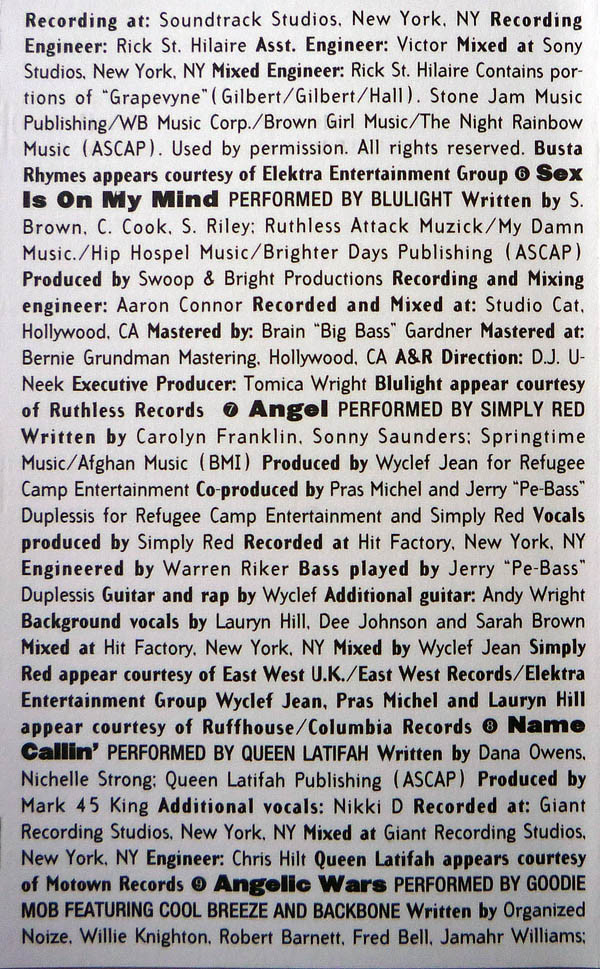 Recording at: Soundtrack Studios, New York, NY Recording
Engineer: Rick St. Hilaire Asst. Engineer: Victor Mixed at Sony
Studios, New York, NY Mixed Engineer: Rick St. Hilaire Contains por-
tions of "Grapevyne"(Gilbert/Gilbert/Hall). Stone Jam Music
Publishing/WB Music Corp./Brown Girl Music/The Night Rainbow
Music (ASCAP). Used by permission. All rights reserved. Busta
Rhymes appears courtesy of Elektra Entertainment Group ❻ Sex
Is On My Mind PERFORMED BY BLULIGHT Written by S.
Brown, C. Cook, S. Riley; Ruthless Attack Muzick/My Damn
Music./Hip Hospel Music/Brighter Days Publishing (ASCAP)
Produced by Swoop & Bright Productions Recording and Mixing
engineer: Aaron Connor Recorded and Mixed at: Studio Cat,
Hollywood, CA Mastered by: Brain "Big Bass" Gardner Mastered at:
Bernie Grundman Mastering, Hollywood, CA A&R Direction: D.J. U-
Neek Executive Producer: Tomica Wright Blulight appear courtesy
of Ruthless Records ❼ Angel PERFORMED BY SIMPLY RED
Written by Carolyn Franklin, Sonny Saunders; Springtime
Music/Afghan Music (BMI) Produced by Wyclef Jean for Refugee
Camp Entertainment Co-produced by Pras Michel and Jerry "Pe-Bass"
Duplessis for Refugee Camp Entertainment and Simply Red Vocals
produced by Simply Red Recorded at Hit Factory, New York, NY
Engineered by Warren Riker Bass played by Jerry "Pe-Bass"
Duplessis Guitar and rap by Wyclef Additional guitar: Andy Wright
Background vocals by Lauryn Hill, Dee Johnson and Sarah Brown
Mixed at Hit Factory, New York, NY Mixed by Wyclef Jean Simply
Red appear courtesy of East West U.K./East West Records/Elektra
Entertainment Group Wyclef Jean, Pras Michel and Lauryn Hill
appear courtesy of Ruffhouse/Columbia Records ❽ Name
Callin' PERFORMED BY QUEEN LATIFAH Written by Dana Owens,
Nichelle Strong; Queen Latifah Publishing (ASCAP) Produced by
Mark 45 King Additional vocals: Nikki D Recorded at: Giant
Recording Studios, New York, NY Mixed at Giant Recording Studios,
New York, NY Engineer: Chris Hilt Queen Latifah appears courtesy
of Motown Records ❾ Angelic Wars PERFORMED BY GOODIE
MOB FEATURING COOL BREEZE AND BACKBONE Written by Organized
Noize, Willie Knighton, Robert Barnett, Fred Bell, Jamahr Williams;